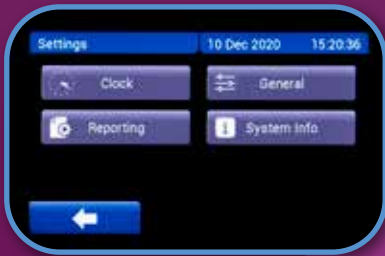 Settings 10 Dec 2020 15:20:36
Clock General
Reporting System Info